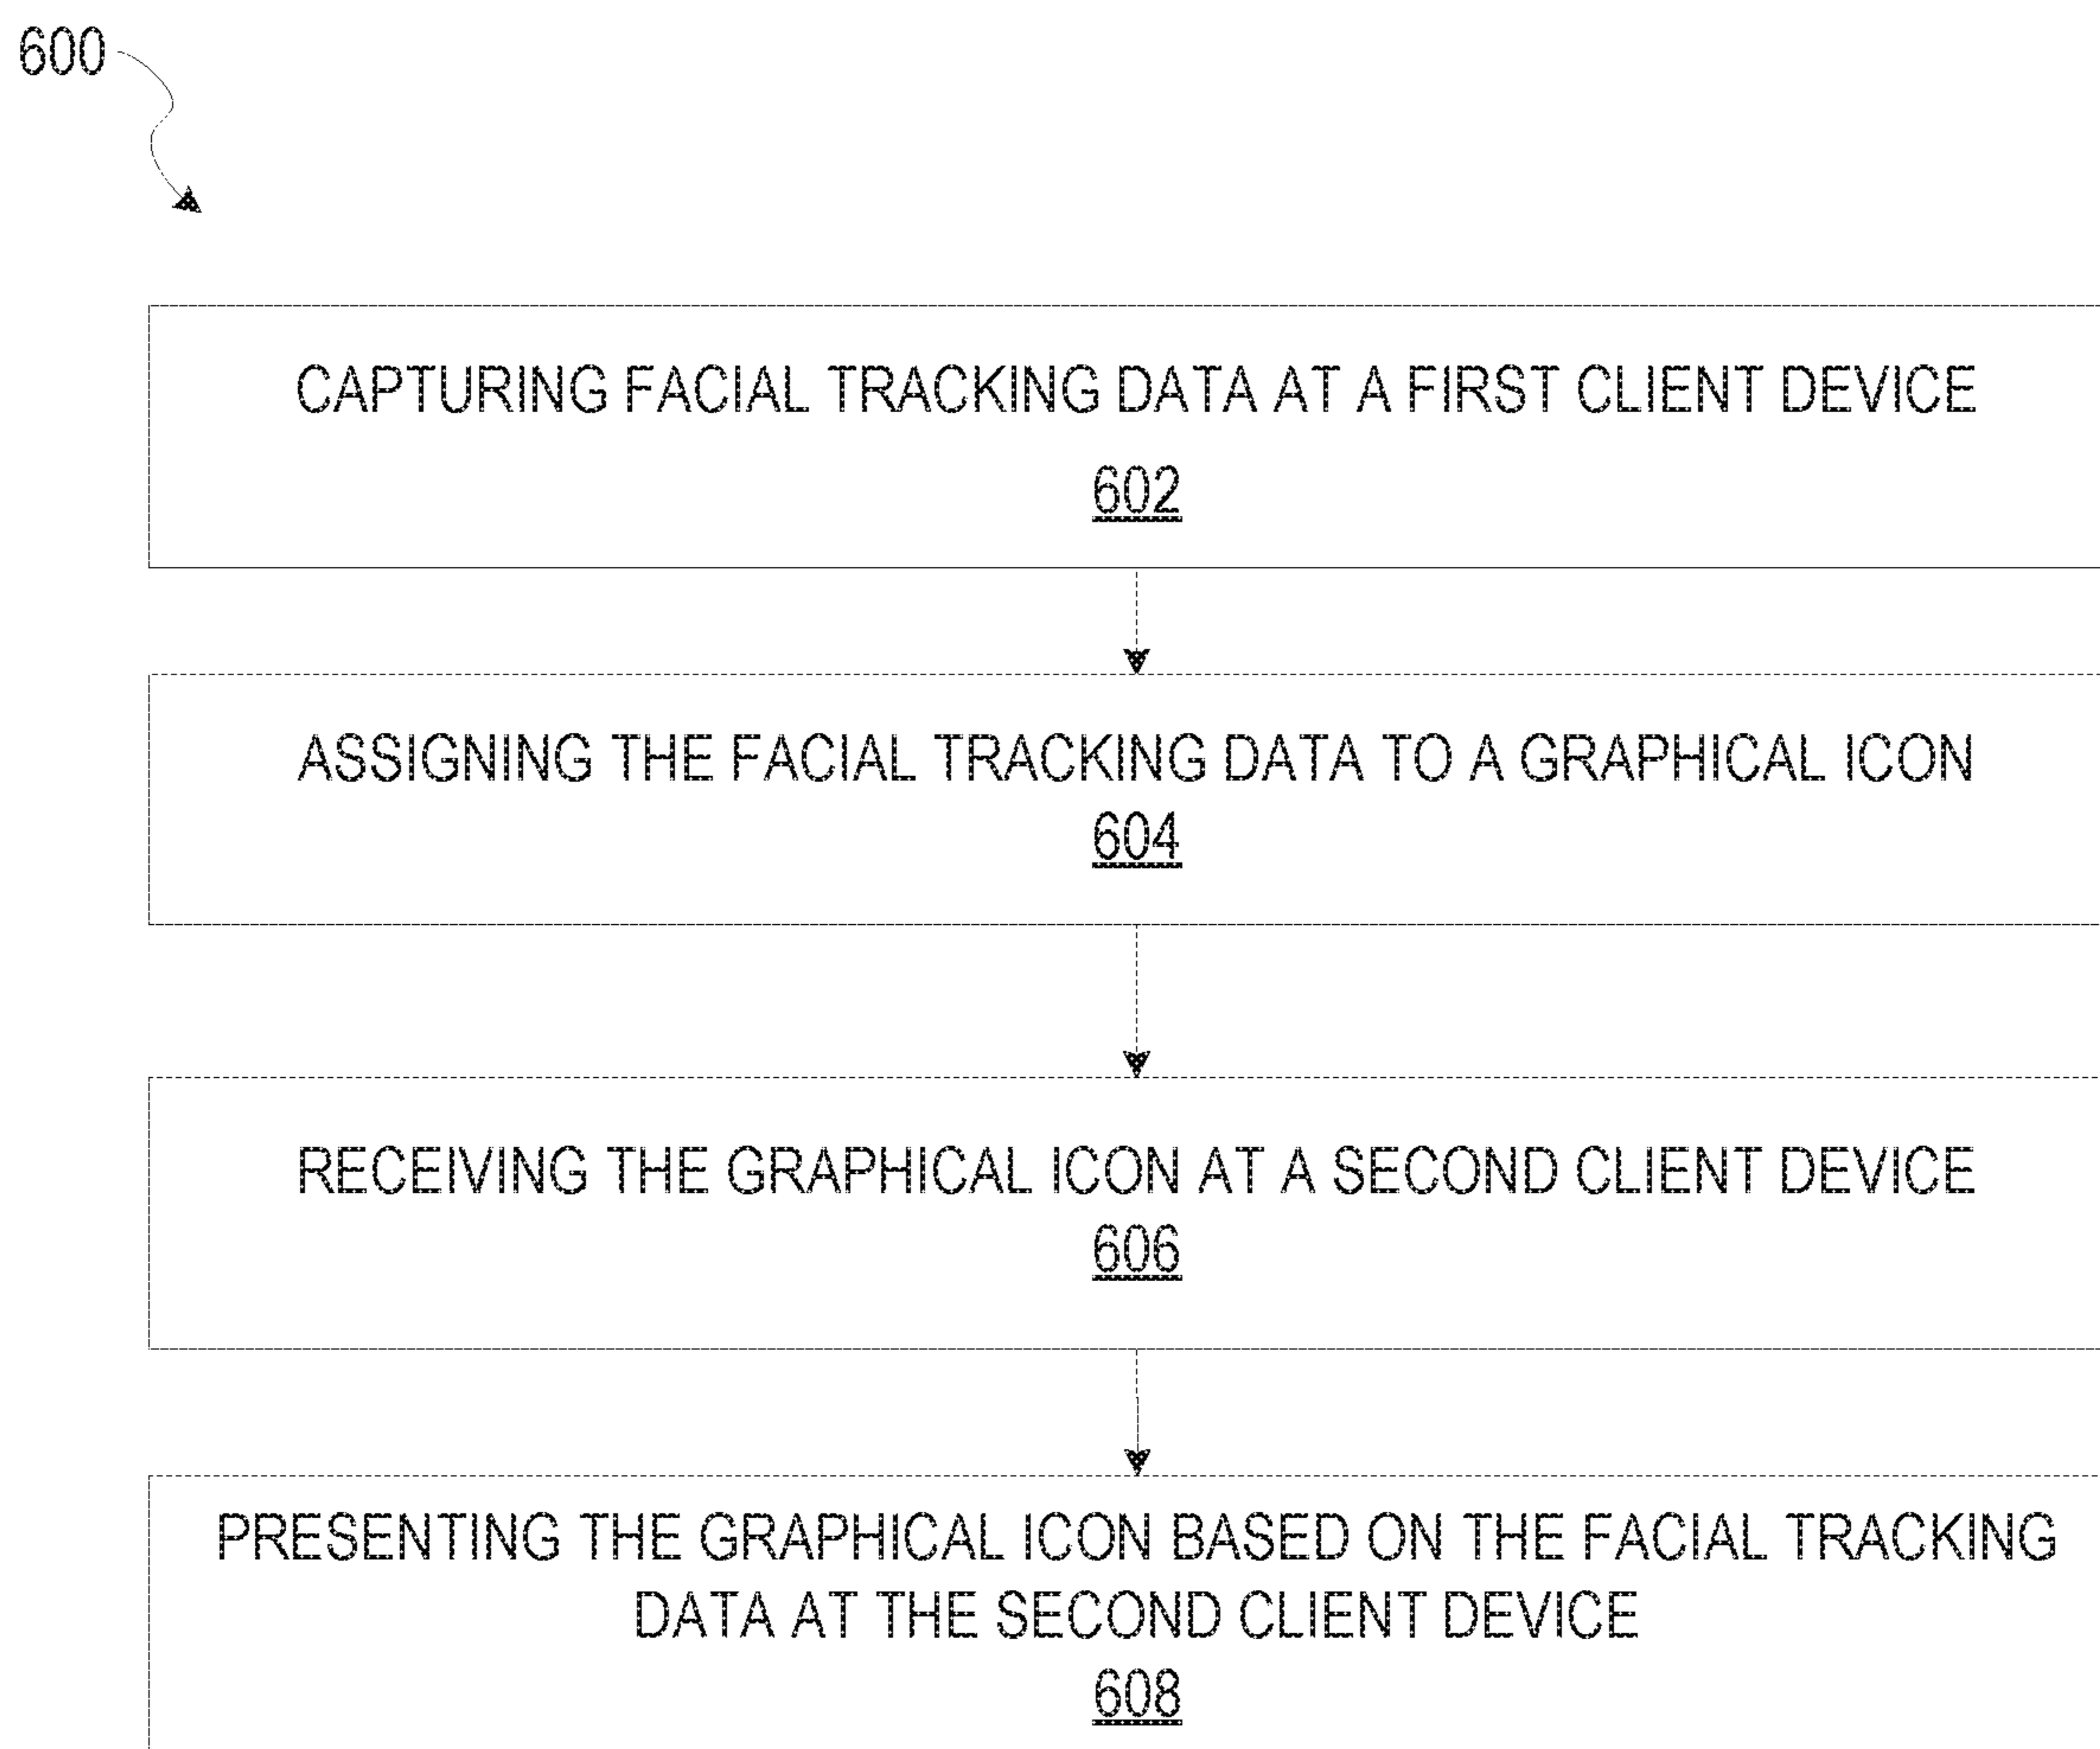 600
CAPTURING FACIAL TRACKING DATA AT A FIRST CLIENT DEVICE
602
ASSIGNING THE FACIAL TRACKING DATA TO A GRAPHICAL ICON
604
RECEIVING THE GRAPHICAL ICON AT A SECOND CLIENT DEVICE
606
PRESENTING THE GRAPHICAL ICON BASED ON THE FACIAL TRACKING
DATA AT THE SECOND CLIENT DEVICE
608